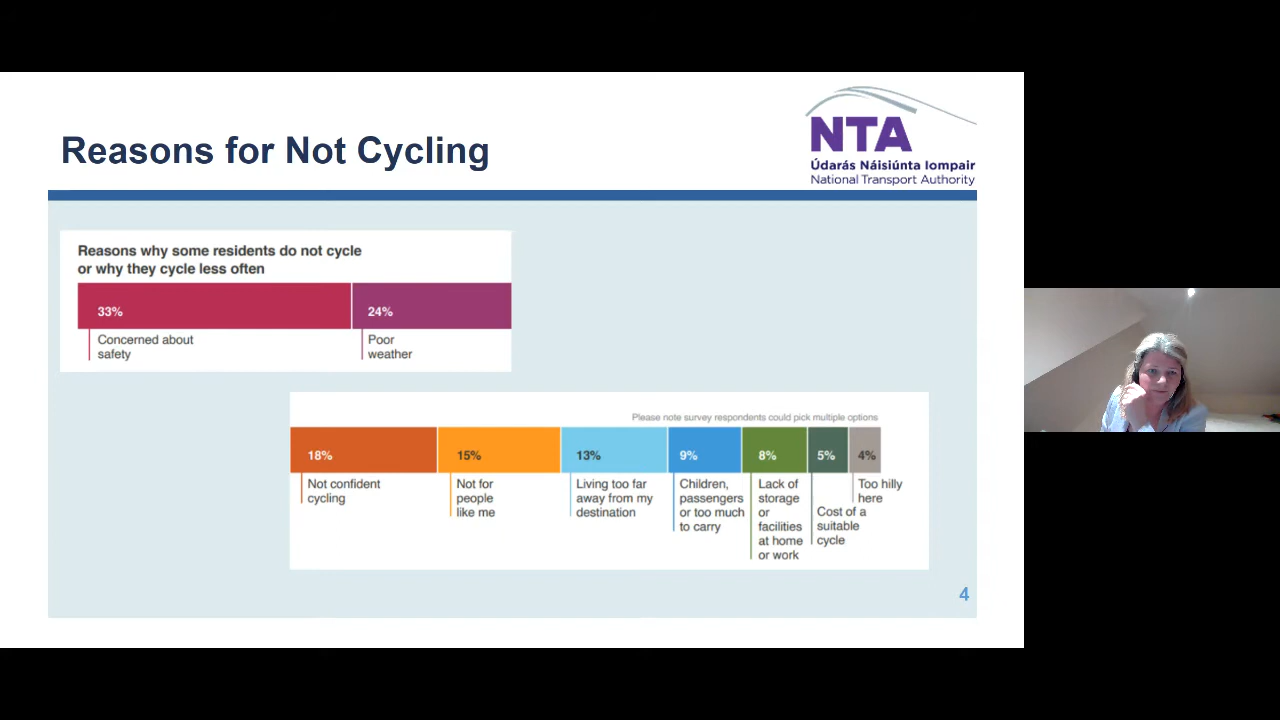 Reasons for Not Cycling
NTA
Údarás Náisiúnta Iompair
National Transport Authority
Reasons why some residents do not cycle
or why they cycle less often
33%
24%
Concerned about
safety
Poor
weather
Please note survey respondents could pick multiple options
18%
15%
13%
9%
8%
5%
4%
Not confident
cycling
Not for
people
like me
Living too far
away from my
destination
Children,
passengers
or too much
to carry
Lack of
storage
or
facilities
at home
or work
Cost of a
suitable
cycle
Too hilly
here
4